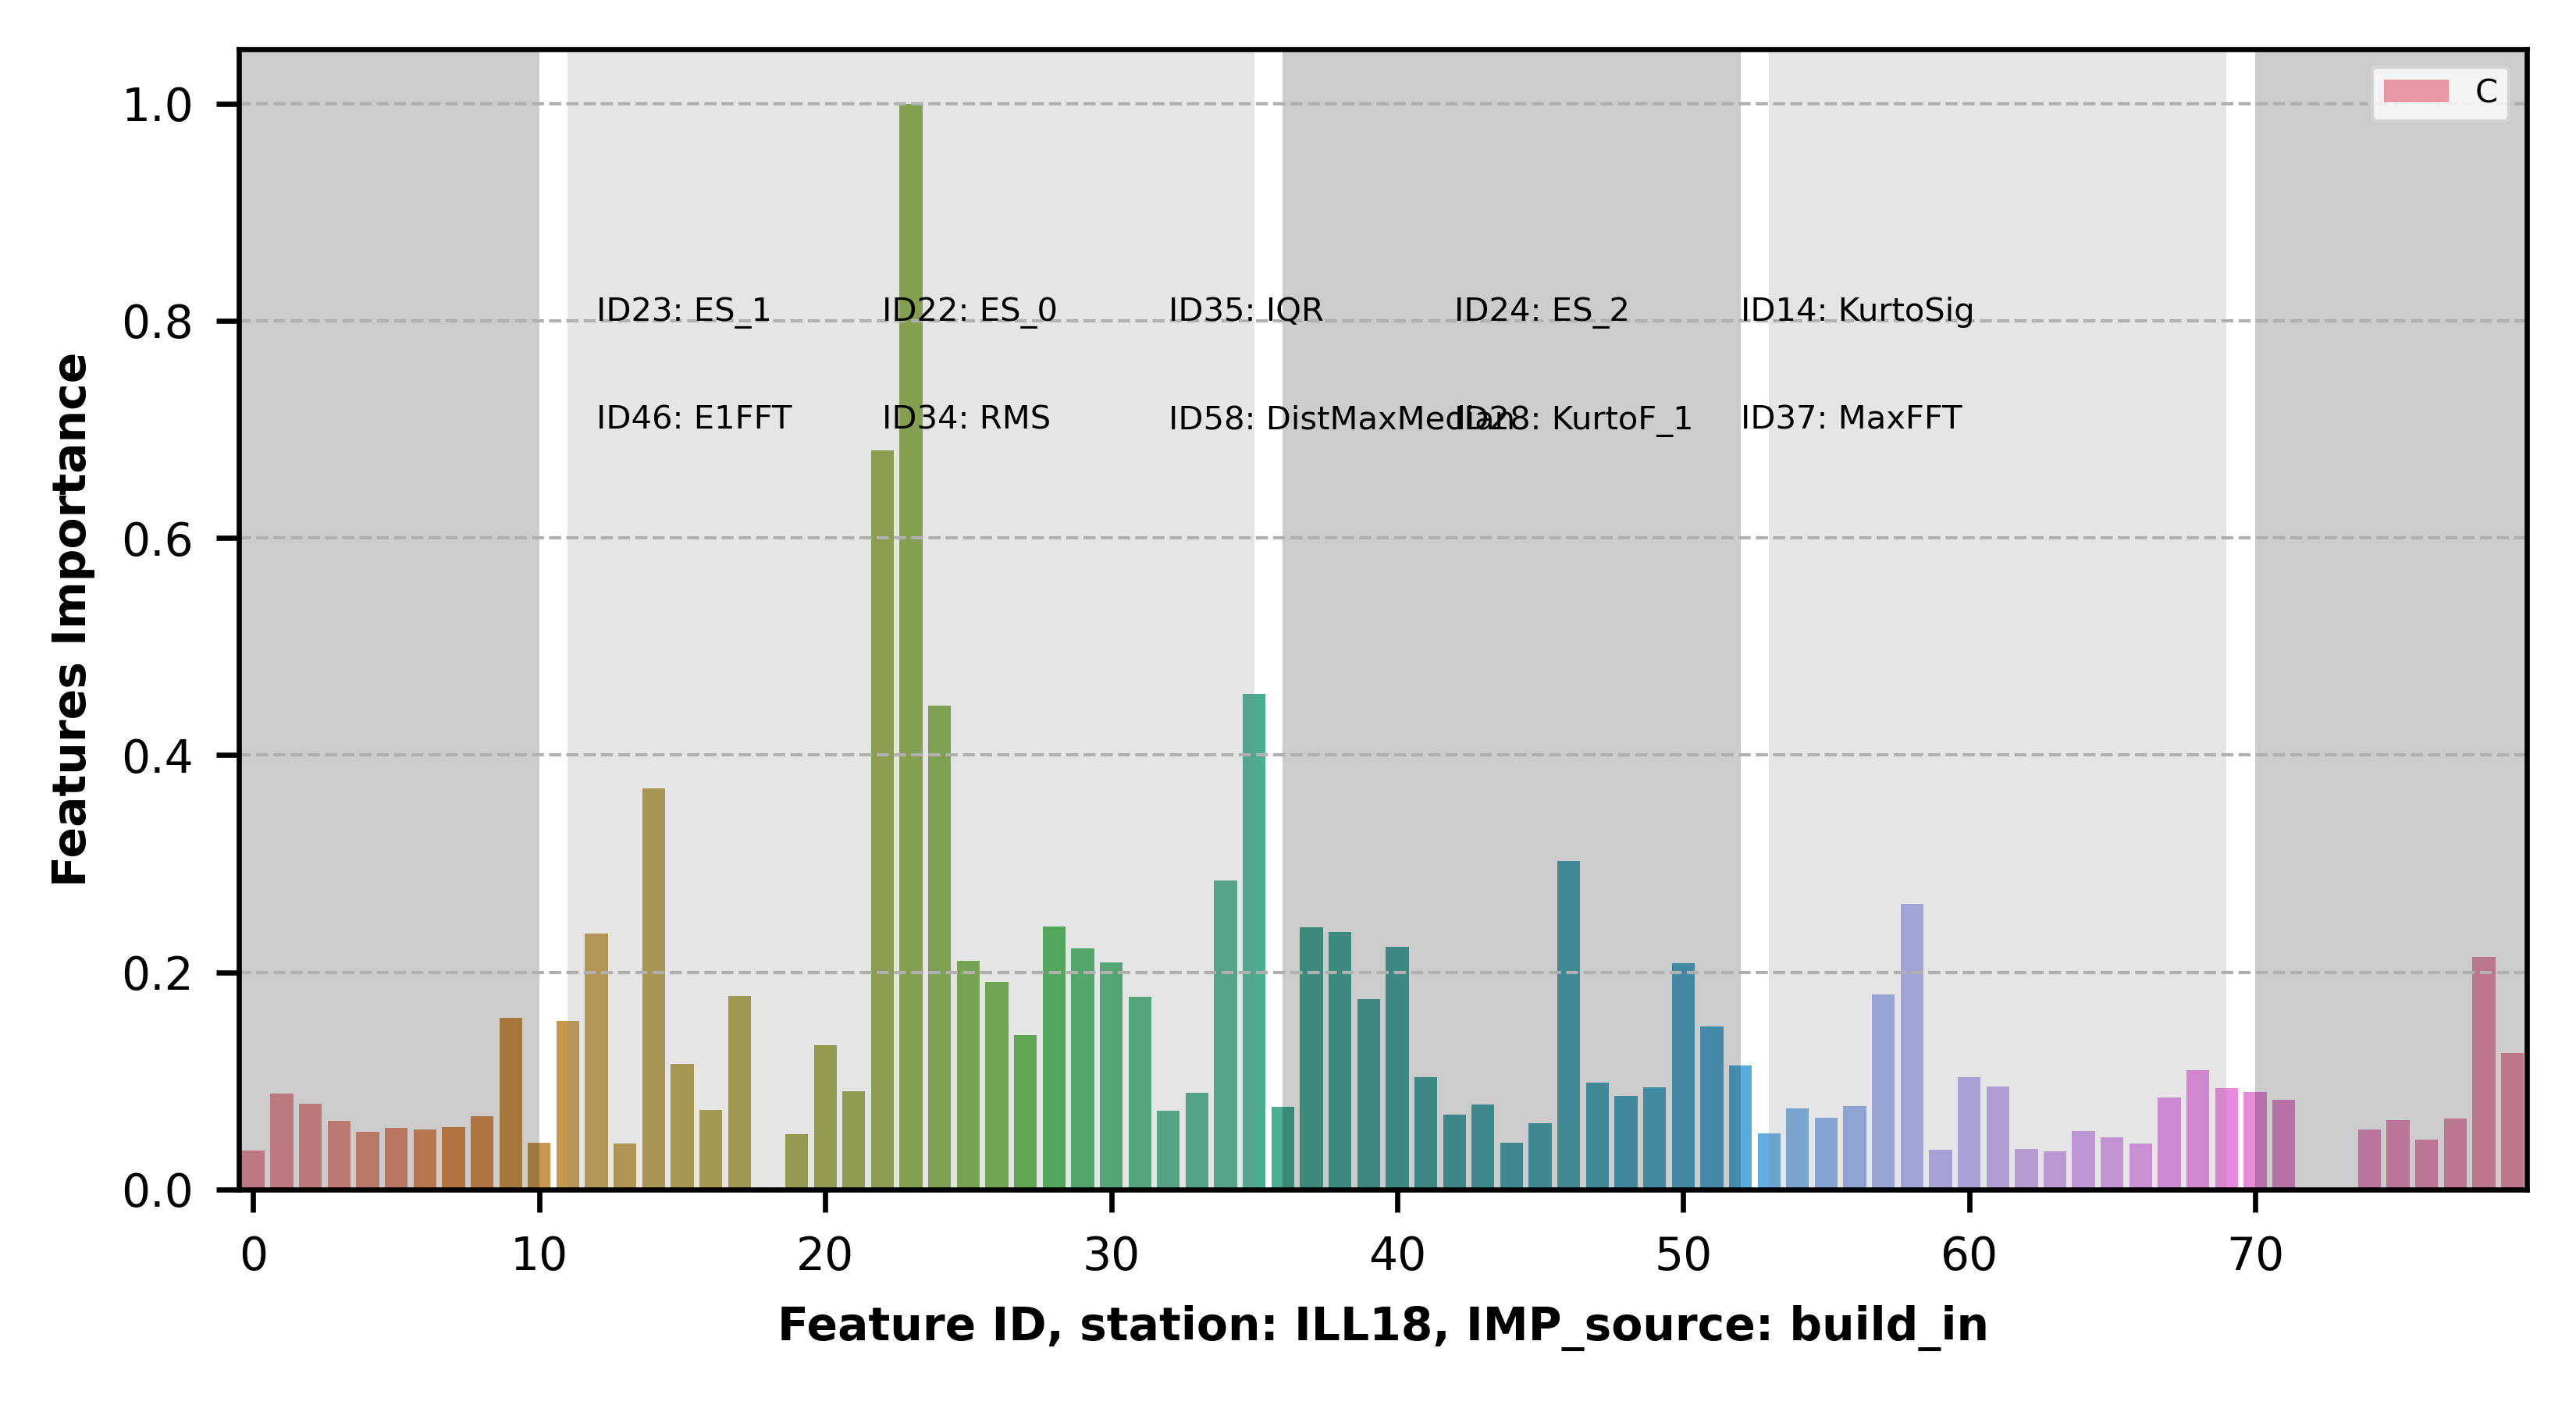 C
1.0
0.8
0.6
0.4
0.2
0.0
Features Importance
ID23: ES_1 ID22: ES_0 ID35: IQR ID24: ES_2 ID14: KurtoSig
ID46: E1FFT ID34: RMS ID58: DistMaxMedian ID28: KurtoF_1 ID37: MaxFFT
0 10 20 30 40 50 60 70
Feature ID, station: ILL18, IMP_source: build_in